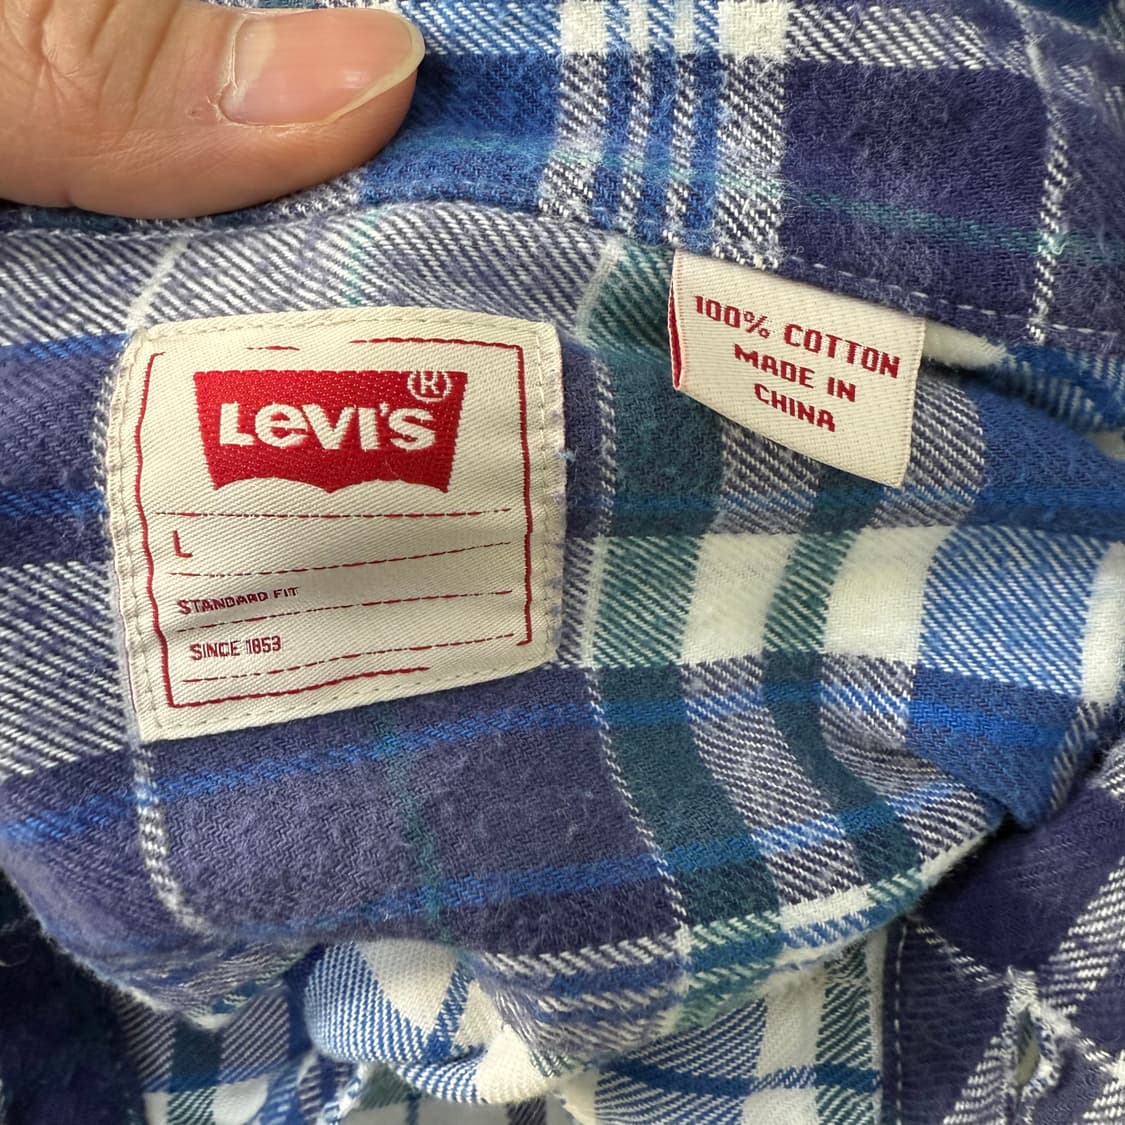 LEVI'S®
L
STANDARD FIT
SINCE 1853
100% COTTON
MADE IN
CHINA